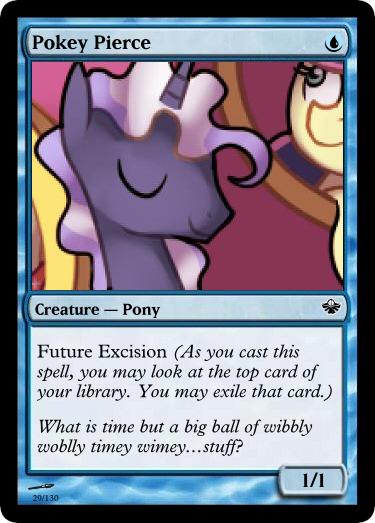 Pokey Pierce
Creature — Pony
Future Excision (As you cast this
spell, you may look at the top card of
your library. You may exile that card.)
What is time but a big ball of wibbly
woblly timey wimey...stuff?
1/1
29/130